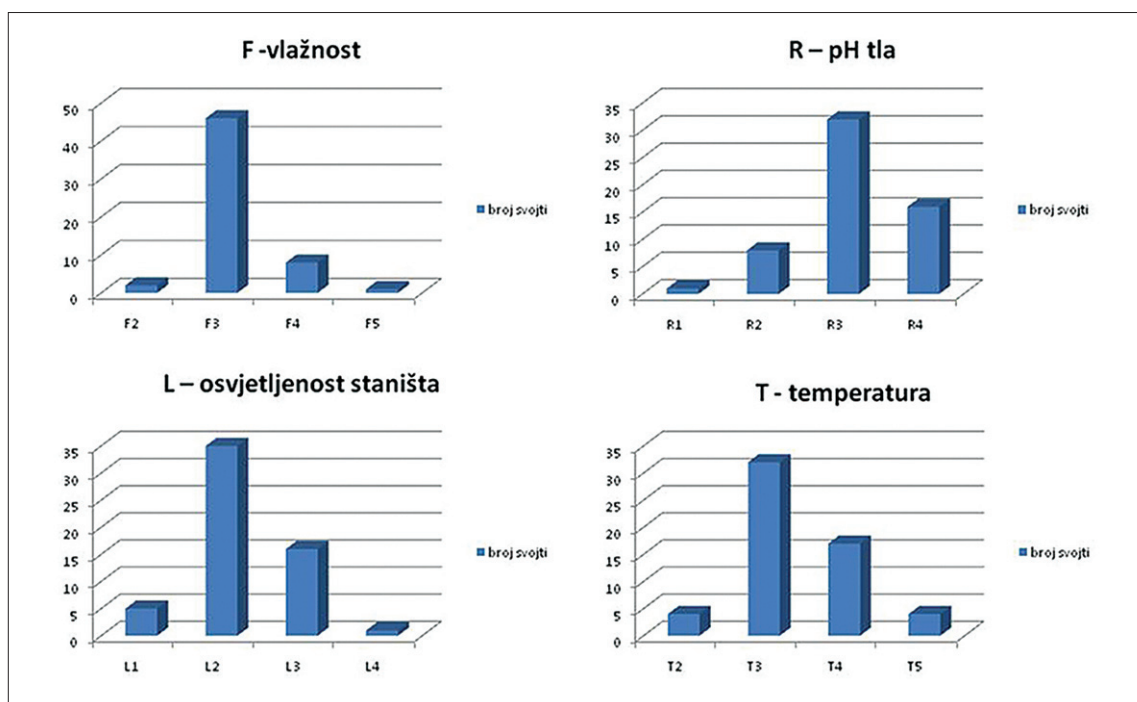 F -vlažnost
50
40
30
20
10
0
F2 F3 F4 F5
broj svojti
R – pH tla
35
30
25
20
15
10
5
0
R1 R2 R3 R4
broj svojti
L – osvjetljenost staništa
35
30
25
20
15
10
5
0
L1 L2 L3 L4
broj svojti
T - temperatura
35
30
25
20
15
10
5
0
T2 T3 T4 T5
broj svojti